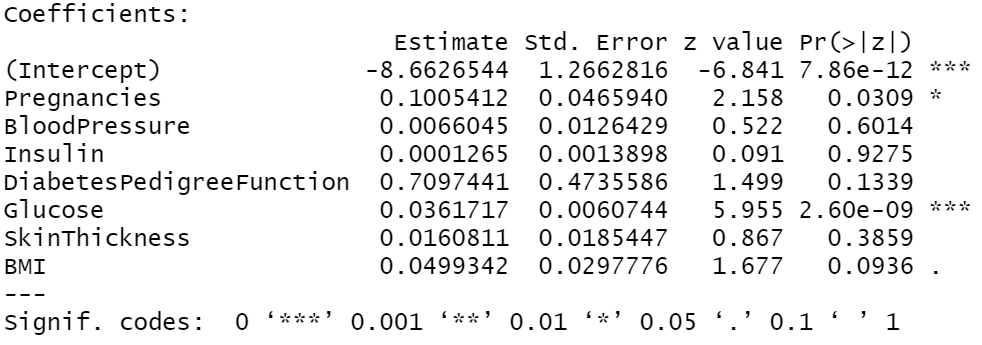 Coefficients:
Estimate Std. Error z value Pr(>|z|)
(Intercept) -8.6626544 1.2662816 -6.841 7.86e-12 ***
Pregnancies 0.1005412 0.0465940 2.158 0.0309 *
BloodPressure 0.0066045 0.0126429 0.522 0.6014
Insulin 0.0001265 0.0013898 0.091 0.9275
DiabetesPedigreeFunction 0.7097441 0.4735586 1.499 0.1339
Glucose 0.0361717 0.0060744 5.955 2.60e-09 ***
SkinThickness 0.0160811 0.0185447 0.867 0.3859
BMI 0.0499342 0.0297776 1.677 0.0936 .
---
Signif. codes: 0 ‘***’ 0.001 ‘**’ 0.01 ‘*’ 0.05 ‘.’ 0.1 ‘ ’ 1